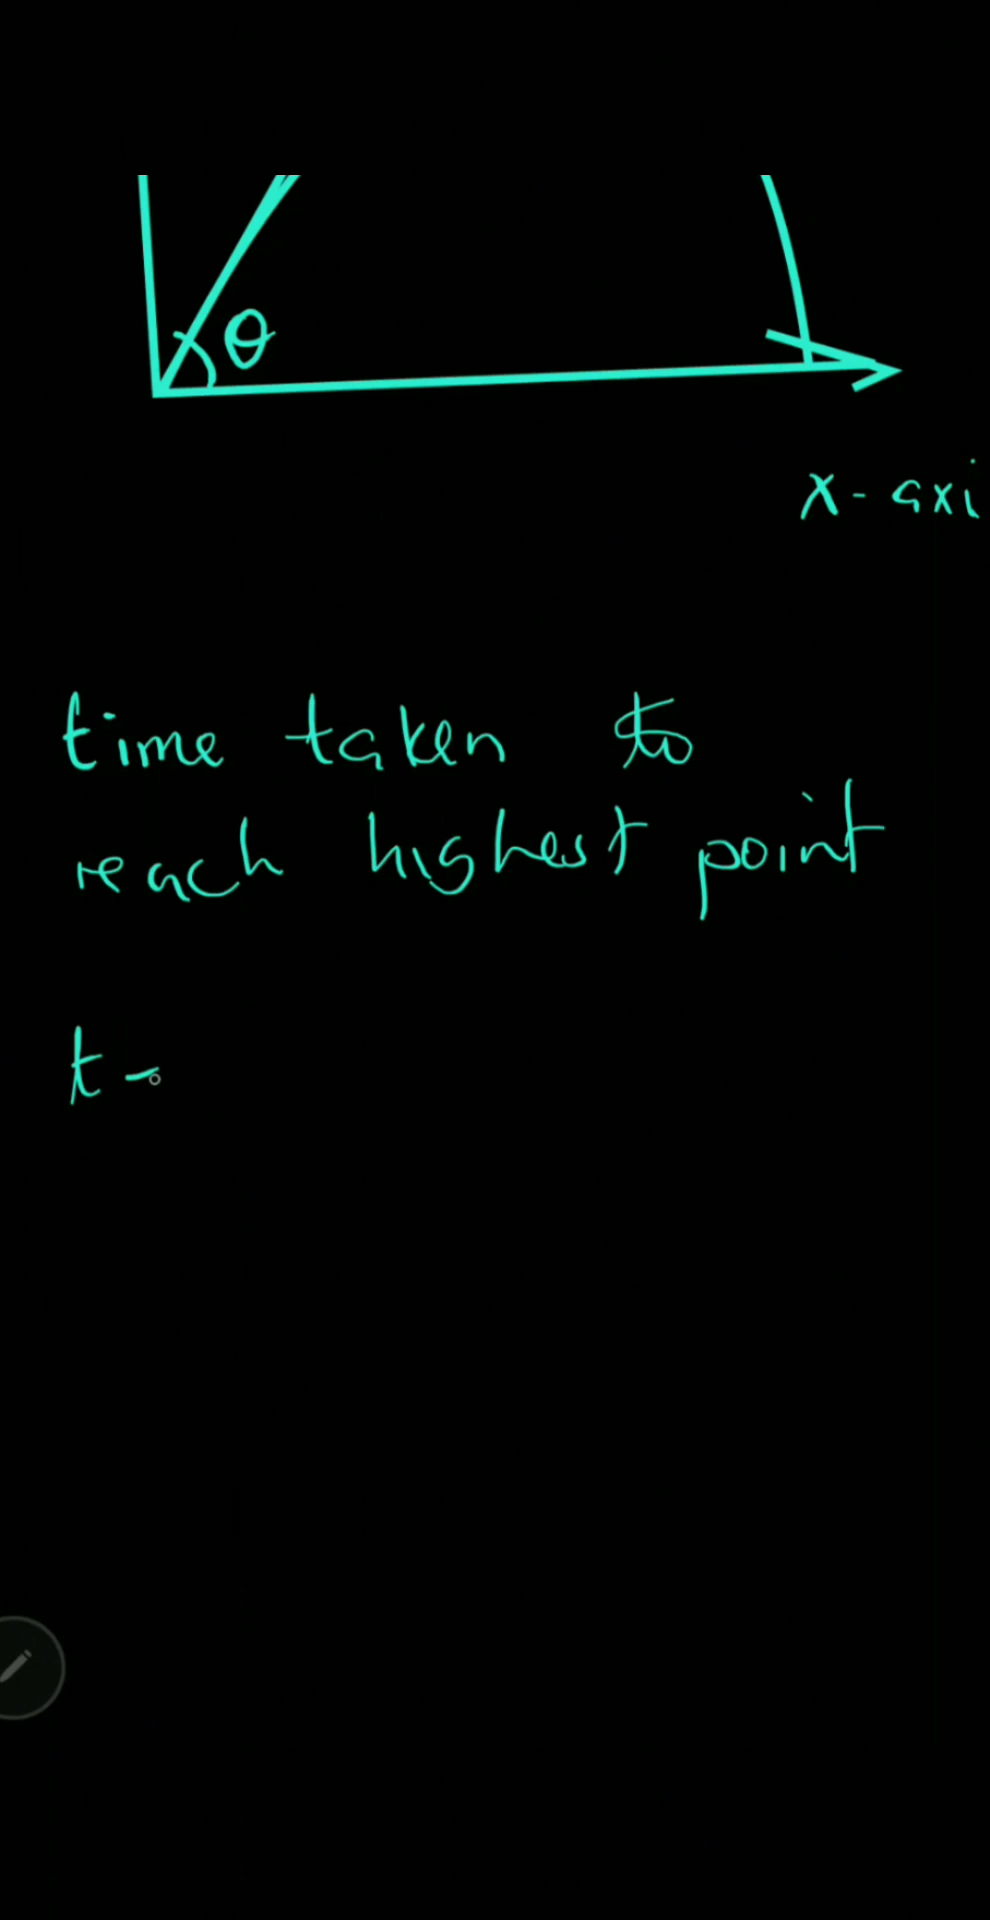 θ
x-axi
time taken to
reach highest point
t -